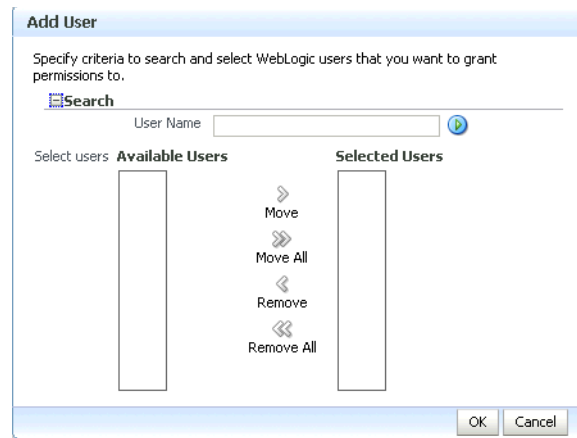 Add User
Specify criteria to search and select WebLogic users that you want to grant
permissions to.
Search
User Name
Select users Available Users Selected Users
Move
Move All
Remove
Remove All
OK Cancel